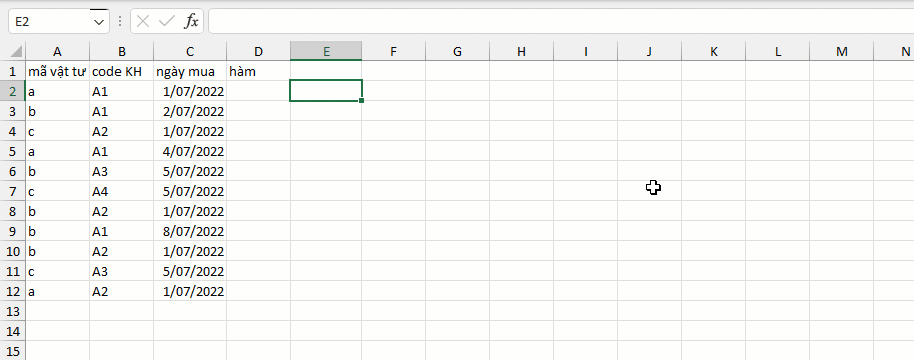 E2 fx
A B C D E F G H I J K L M N
1 mã vật tư code KH ngày mua hàm
2 a A1 1/07/2022
3 b A1 2/07/2022
4 c A2 1/07/2022
5 a A1 4/07/2022
6 b A3 5/07/2022
7 c A4 5/07/2022
8 b A2 1/07/2022
9 b A1 8/07/2022
10 b A2 1/07/2022
11 c A3 5/07/2022
12 a A2 1/07/2022
13
14
15